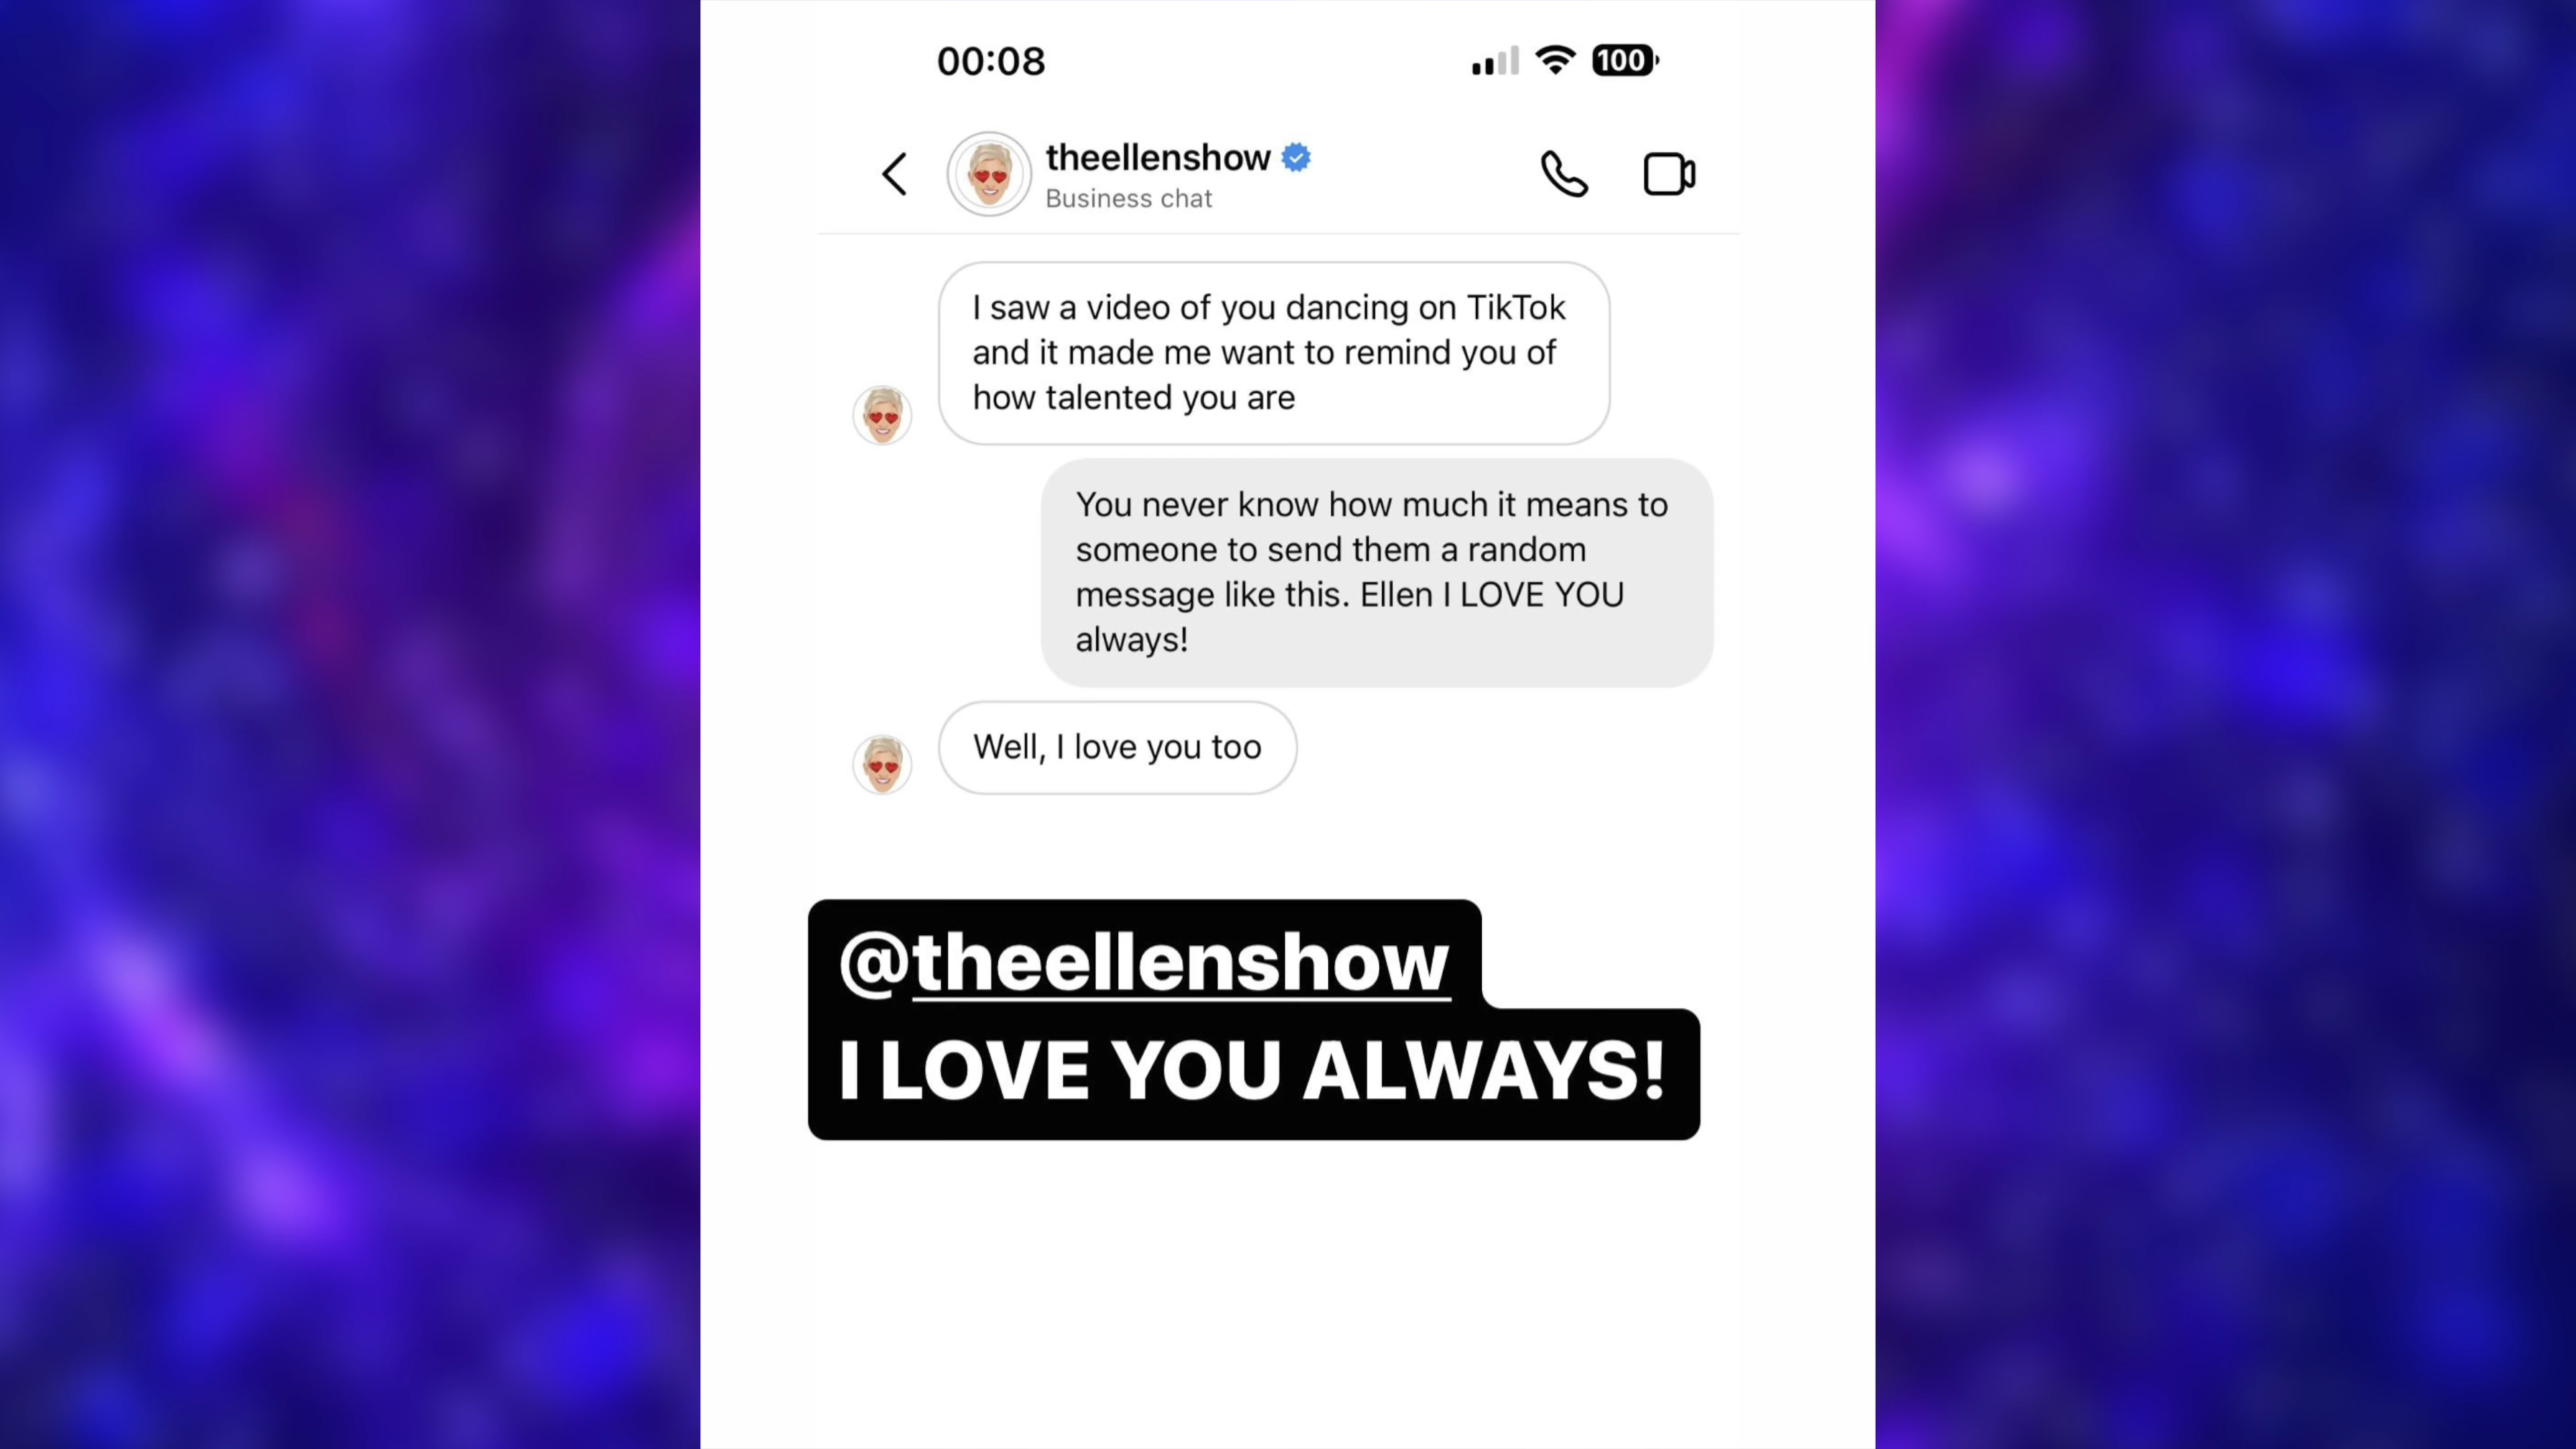 00:08
100
theellenshow
Business chat
I saw a video of you dancing on TikTok
and it made me want to remind you of
how talented you are
You never know how much it means to
someone to send them a random
message like this. Ellen I LOVE YOU
always!
Well, I love you too
@theellenshow
I LOVE YOU ALWAYS!